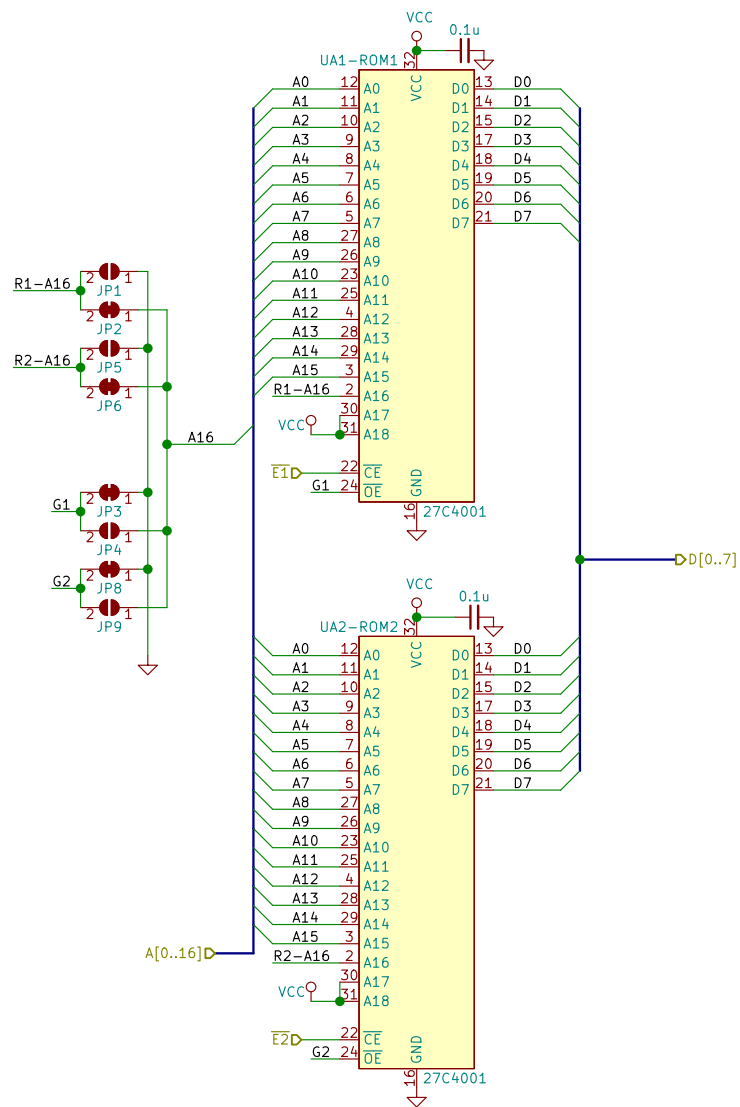 VCC
0.1u
UA1-ROM1
32
VCC
A0 12 A0 D0 13 D0
A1 11 A1 D1 14 D1
A2 10 A2 D2 15 D2
A3 9 A3 D3 17 D3
A4 8 A4 D4 18 D4
A5 7 A5 D5 19 D5
A6 6 A6 D6 20 D6
A7 5 A7 D7 21 D7
A8 27 A8
A9 26 A9
A10 23 A10
A11 25 A11
A12 4 A12
A13 28 A13
A14 29 A14
A15 3 A15
R1-A16 2 A16
30 A17
VCC 31 A18
E1 22 CE
G1 24 OE
GND
16
27C4001
R1-A16
2 1
JP1
2 1
JP2
R2-A16
2 1
JP5
2 1
JP6
A16
G1
2 1
JP3
2 1
JP4
G2
2 1
JP8
2 1
JP9
D[0..7]
VCC
0.1u
UA2-ROM2
32
VCC
A0 12 A0 D0 13 D0
A1 11 A1 D1 14 D1
A2 10 A2 D2 15 D2
A3 9 A3 D3 17 D3
A4 8 A4 D4 18 D4
A5 7 A5 D5 19 D5
A6 6 A6 D6 20 D6
A7 5 A7 D7 21 D7
A8 27 A8
A9 26 A9
A10 23 A10
A11 25 A11
A12 4 A12
A13 28 A13
A14 29 A14
A15 3 A15
A[0..16]
R2-A16 2 A16
30 A17
VCC 31 A18
E2 22 CE
G2 24 OE
GND
16
27C4001